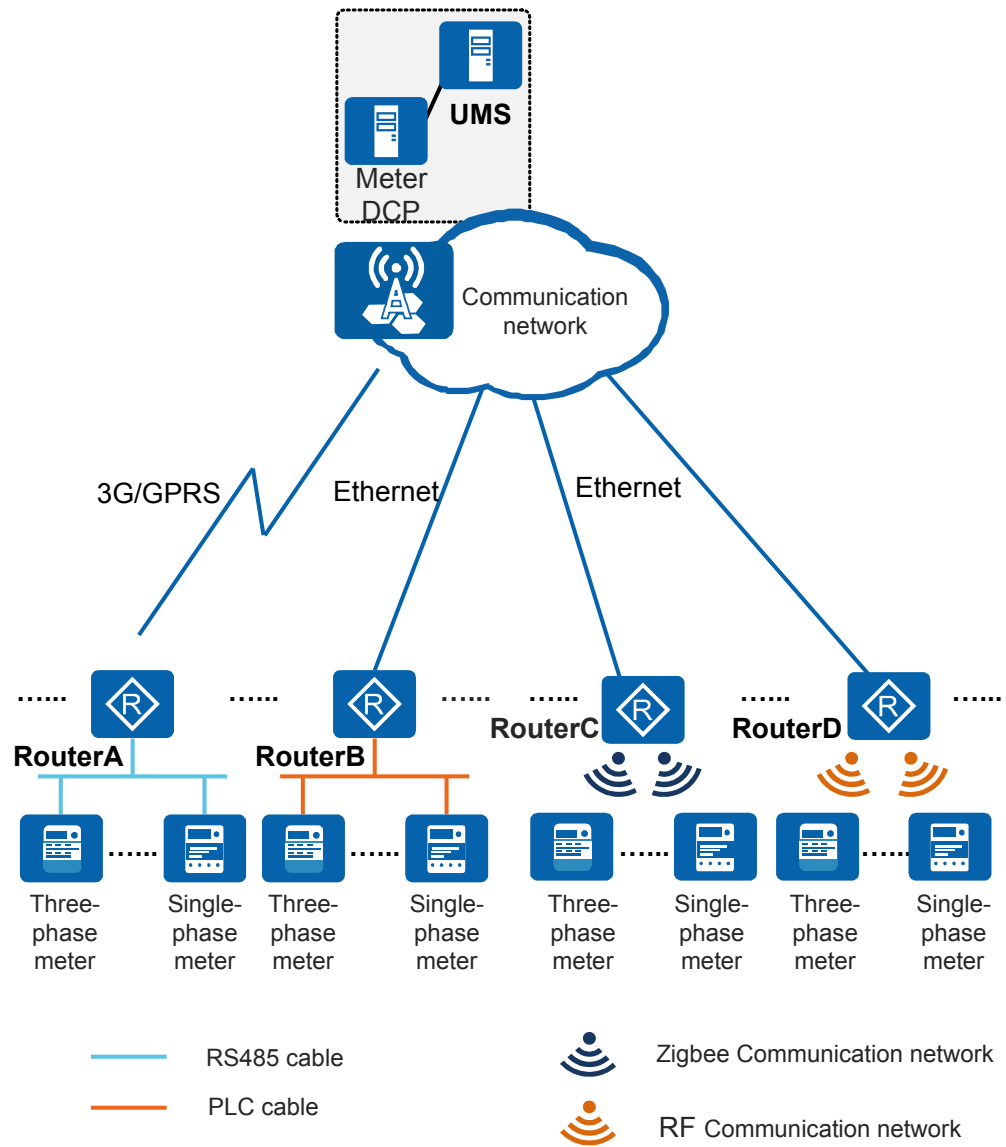 UMS
Meter
DCP
Communication
network
3G/GPRS
Ethernet
Ethernet
......
R
......
R
......
......
R
......
R
......
RouterA
RouterB
RouterC
RouterD
......
......
......
......
Three-
phase
meter
Single-
phase
meter
Three-
phase
meter
Single-
phase
meter
Three-
phase
meter
Single-
phase
meter
Three-
phase
meter
Single-
phase
meter
RS485 cable
Zigbee Communication network
PLC cable
RF Communication network